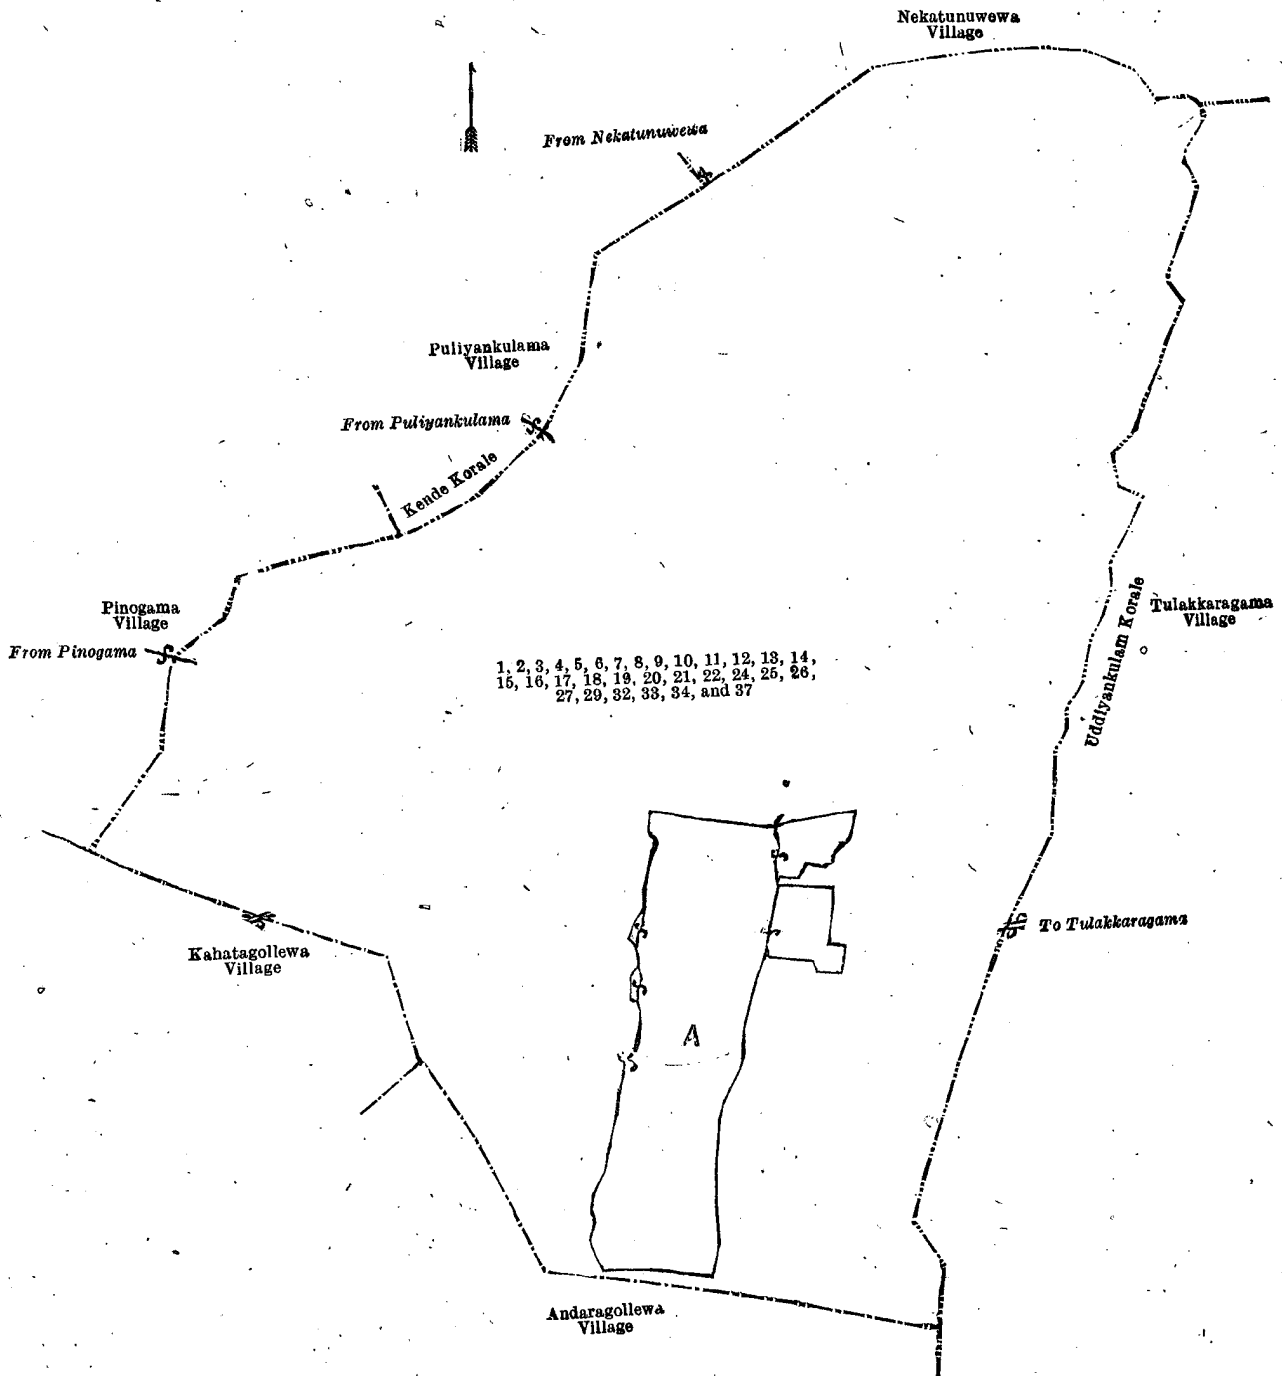 Nekatunuwewa
Village
From Nekatunuwewa
Puliyankulama
Village
From Puliyankulama
Kende Korale
Pinogama
Village
From Pinogama
Uddiyankulam Korale
Tulakkaragama
Village
1, 2, 3, 4, 5, 6, 7, 8, 9, 10, 11, 12, 13, 14,
15, 16, 17, 18, 19, 20, 21, 22, 24, 25, 26,
27, 29, 32, 33, 34, and 37
To Tulakkaragama
Kahatagollewa
Village
A
Andaragollewa
Village